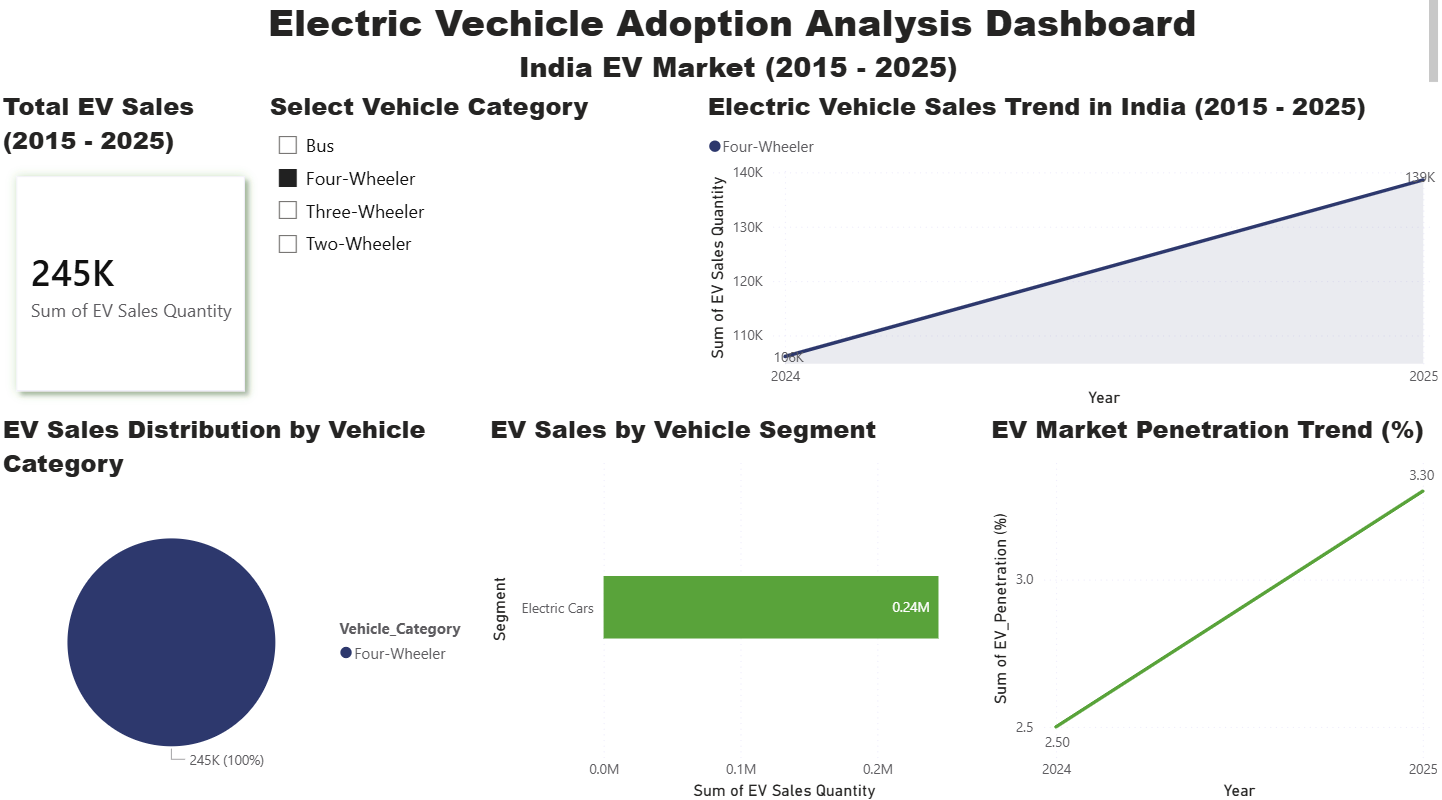 Electric Vechicle Adoption Analysis Dashboard
India EV Market (2015 - 2025)
Total EV Sales
(2015 - 2025)
245K
Sum of EV Sales Quantity
Select Vehicle Category
Bus
Four-Wheeler
Three-Wheeler
Two-Wheeler
Electric Vehicle Sales Trend in India (2015 - 2025)
Four-Wheeler
Sum of EV Sales Quantity
140K
130K
120K
110K
106K
139K
2024
2025
Year
EV Sales Distribution by Vehicle
Category
245K (100%)
Vehicle_Category
Four-Wheeler
EV Sales by Vehicle Segment
Segment
Electric Cars
0.24M
0.0M
0.1M
0.2M
Sum of EV Sales Quantity
EV Market Penetration Trend (%)
Sum of EV_Penetration (%)
3.30
3.0
2.5
2.50
2024
2025
Year